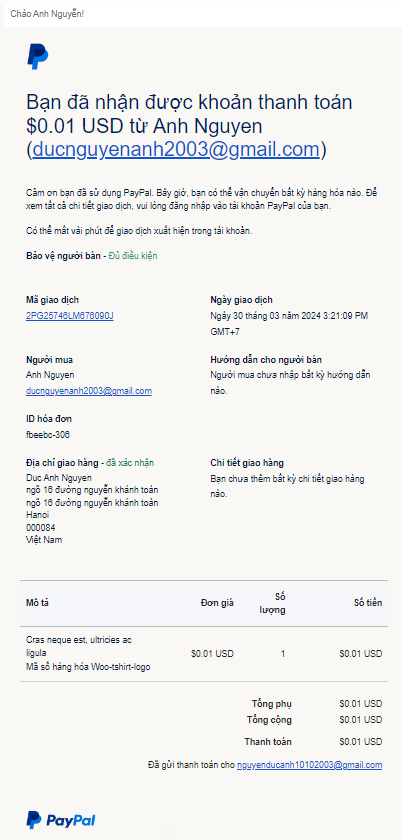 Chào Anh Nguyễn!
Bạn đã nhận được khoản thanh toán
$0.01 USD từ Anh Nguyen
(ducnguyenanh2003@gmail.com)
Cảm ơn bạn đã sử dụng PayPal. Bây giờ, bạn có thể vận chuyển bất kỳ hàng hóa nào. Để
xem tất cả chi tiết giao dịch, vui lòng đăng nhập vào tài khoản PayPal của bạn.
Có thể mất vài phút để giao dịch xuất hiện trong tài khoản.
Bảo vệ người bán - Đủ điều kiện
Mã giao dịch
2PG25746LM676090J
Ngày giao dịch
Ngày 30 tháng 03 năm 2024 3:21:09 PM
GMT+7
Người mua
Anh Nguyen
ducnguyenanh2003@gmail.com
Hướng dẫn cho người bán
Người mua chưa nhập bất kỳ hướng dẫn
nào.
ID hóa đơn
fbeebc-306
Địa chỉ giao hàng - đã xác nhận
Duc Anh Nguyen
ngõ 16 đường nguyễn khánh toàn
ngõ 16 đường nguyễn khánh toàn
Hanoi
000084
Việt Nam
Chi tiết giao hàng
Bạn chưa thêm bất kỳ chi tiết giao hàng
nào.
Mô tả Đơn giá Số lượng Số tiền
Cras neque est, ultricies ac
ligula
Mã số hàng hóa Woo-tshirt-logo
$0.01 USD 1 $0.01 USD
Tổng phụ $0.01 USD
Tổng cộng $0.01 USD
Thanh toán $0.01 USD
Đã gửi thanh toán cho nguyenducanh10102003@gmail.com
PayPal